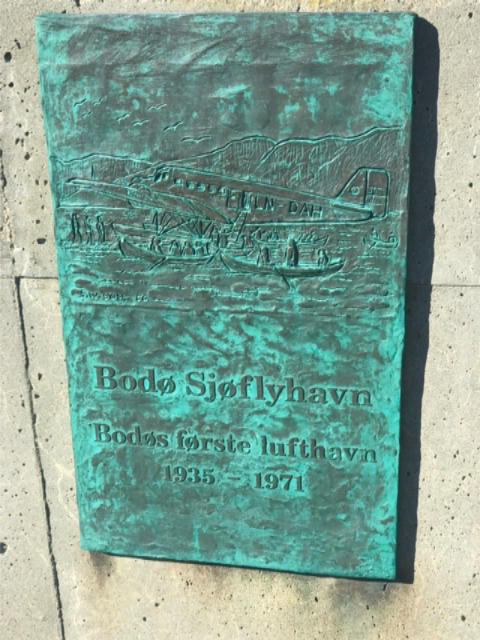 LN-DAH
Bodø Sjøflyhavn
Bodøs første lufthavn
1935 - 1971